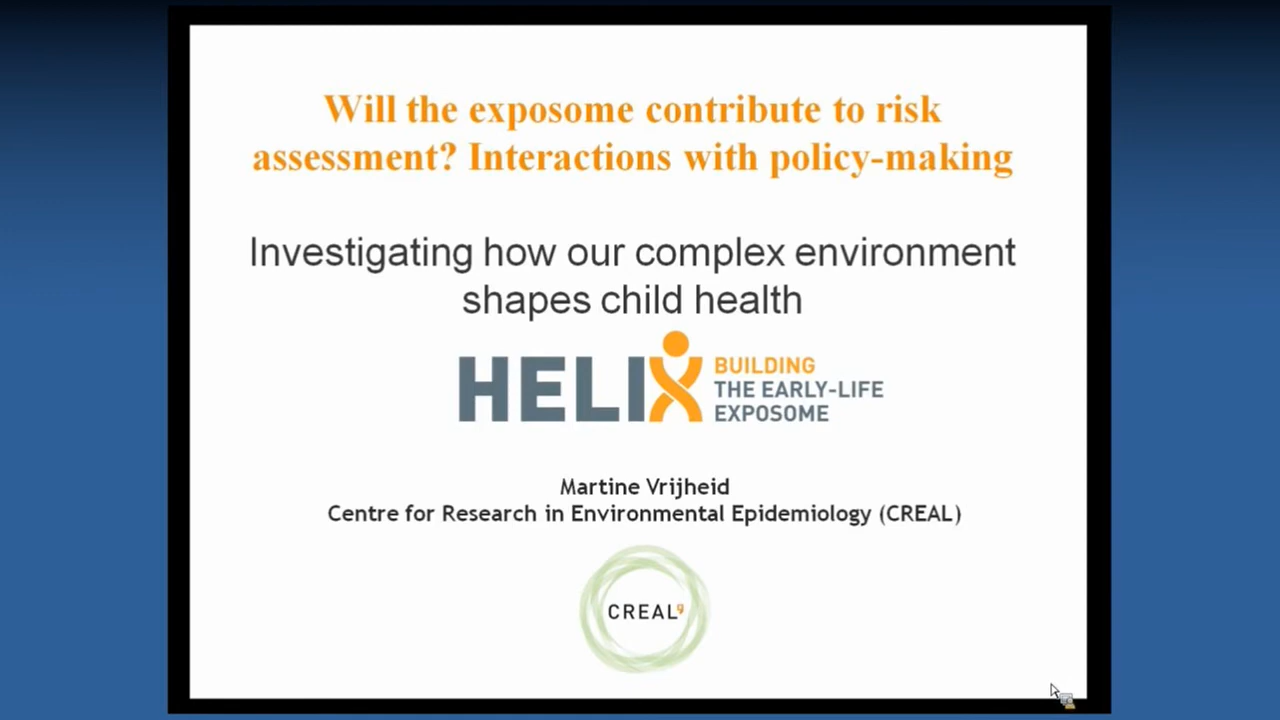 Will the exposome contribute to risk
assessment? Interactions with policy-making
Investigating how our complex environment
shapes child health
HELIX
BUILDING
THE EARLY-LIFE
EXPOSOME
Martine Vrijheid
Centre for Research in Environmental Epidemiology (CREAL)
CREAL